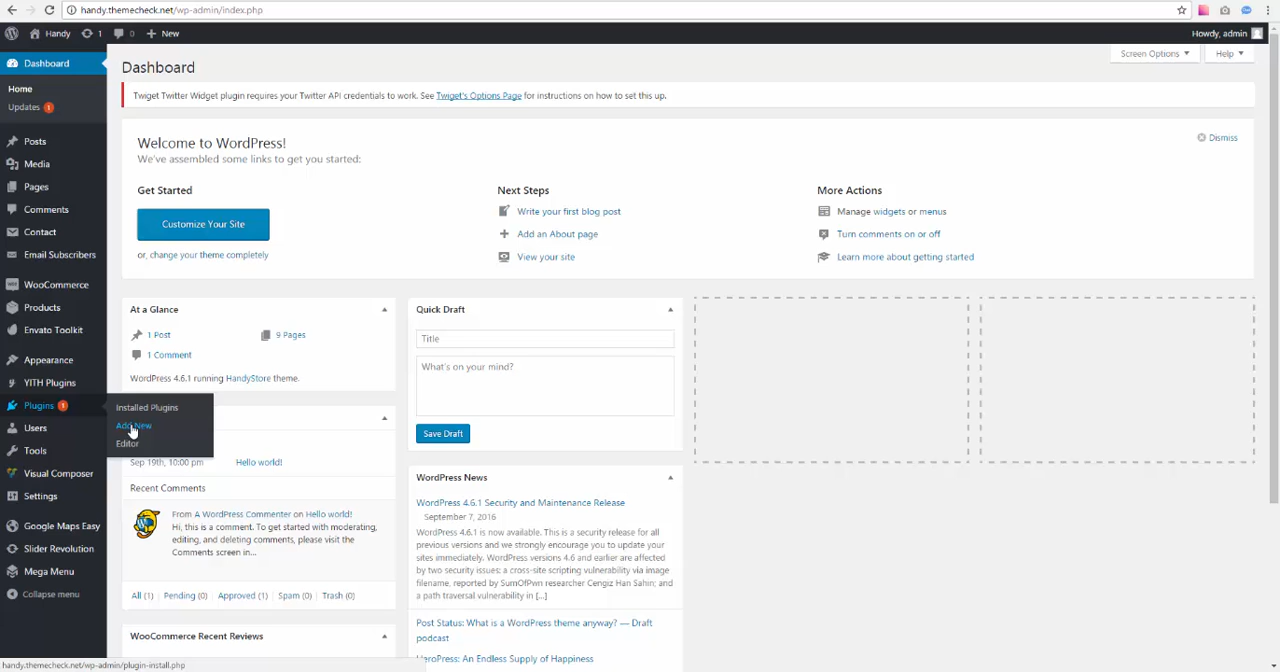 handy.themecheck.net/wp-admin/index.php
Handy 1 0 New
Howdy, admin
Dashboard
Home
Updates 1
Posts
Media
Pages
Comments
Contact
Email Subscribers
WooCommerce
Products
Envato Toolkit
Appearance
YITH Plugins
Plugins 1
Users
Tools
Visual Composer
Settings
Google Maps Easy
Slider Revolution
Mega Menu
Collapse menu
Installed Plugins
Add New
Editor
Dashboard
Screen Options
Help
Twiget Twitter Widget plugin requires your Twitter API credentials to work. See Twiget's Options Page for instructions on how to set this up.
Welcome to WordPress!
We've assembled some links to get you started:
Dismiss
Get Started
Customize Your Site
or, change your theme completely
Next Steps
Write your first blog post
Add an About page
View your site
More Actions
Manage widgets or menus
Turn comments on or off
Learn more about getting started
At a Glance
1 Post
9 Pages
1 Comment
WordPress 4.6.1 running HandyStore theme.
Sep 19th, 10:00 pm Hello world!
Recent Comments
From A WordPress Commenter on Hello world!
Hi, this is a comment. To get started with moderating,
editing, and deleting comments, please visit the
Comments screen in...
All (1) Pending (0) Approved (1) Spam (0) Trash (0)
WooCommerce Recent Reviews
Quick Draft
Title
What's on your mind?
Save Draft
WordPress News
WordPress 4.6.1 Security and Maintenance Release
September 7, 2016
WordPress 4.6.1 is now available. This is a security release for all
previous versions and we strongly encourage you to update your
sites immediately. WordPress versions 4.6 and earlier are affected
by two security issues: a cross-site scripting vulnerability via image
filename, reported by SumOfPwn researcher Cengiz Han Sahin; and
a path traversal vulnerability in [...]
Post Status: What is a WordPress theme anyway? — Draft
podcast
HeroPress: An Endless Supply of Happiness
handy.themecheck.net/wp-admin/plugin-install.php